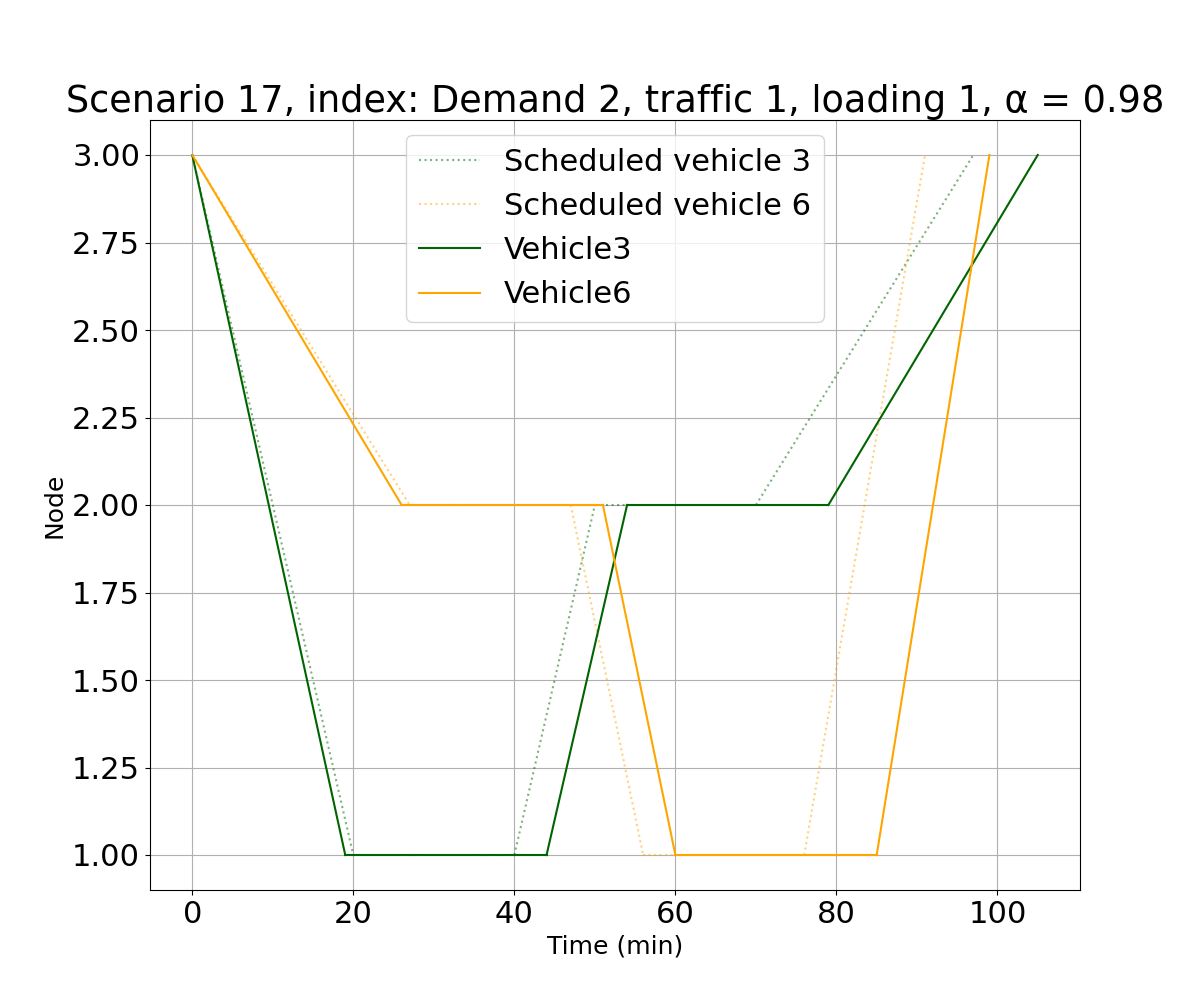 Scenario 17, index: Demand 2, traffic 1, loading 1, α = 0.98
Scheduled vehicle 3
Scheduled vehicle 6
Vehicle3
Vehicle6
3.00
2.75
2.50
2.25
2.00
1.75
1.50
1.25
1.00
Node
0 20 40 60 80 100
Time (min)